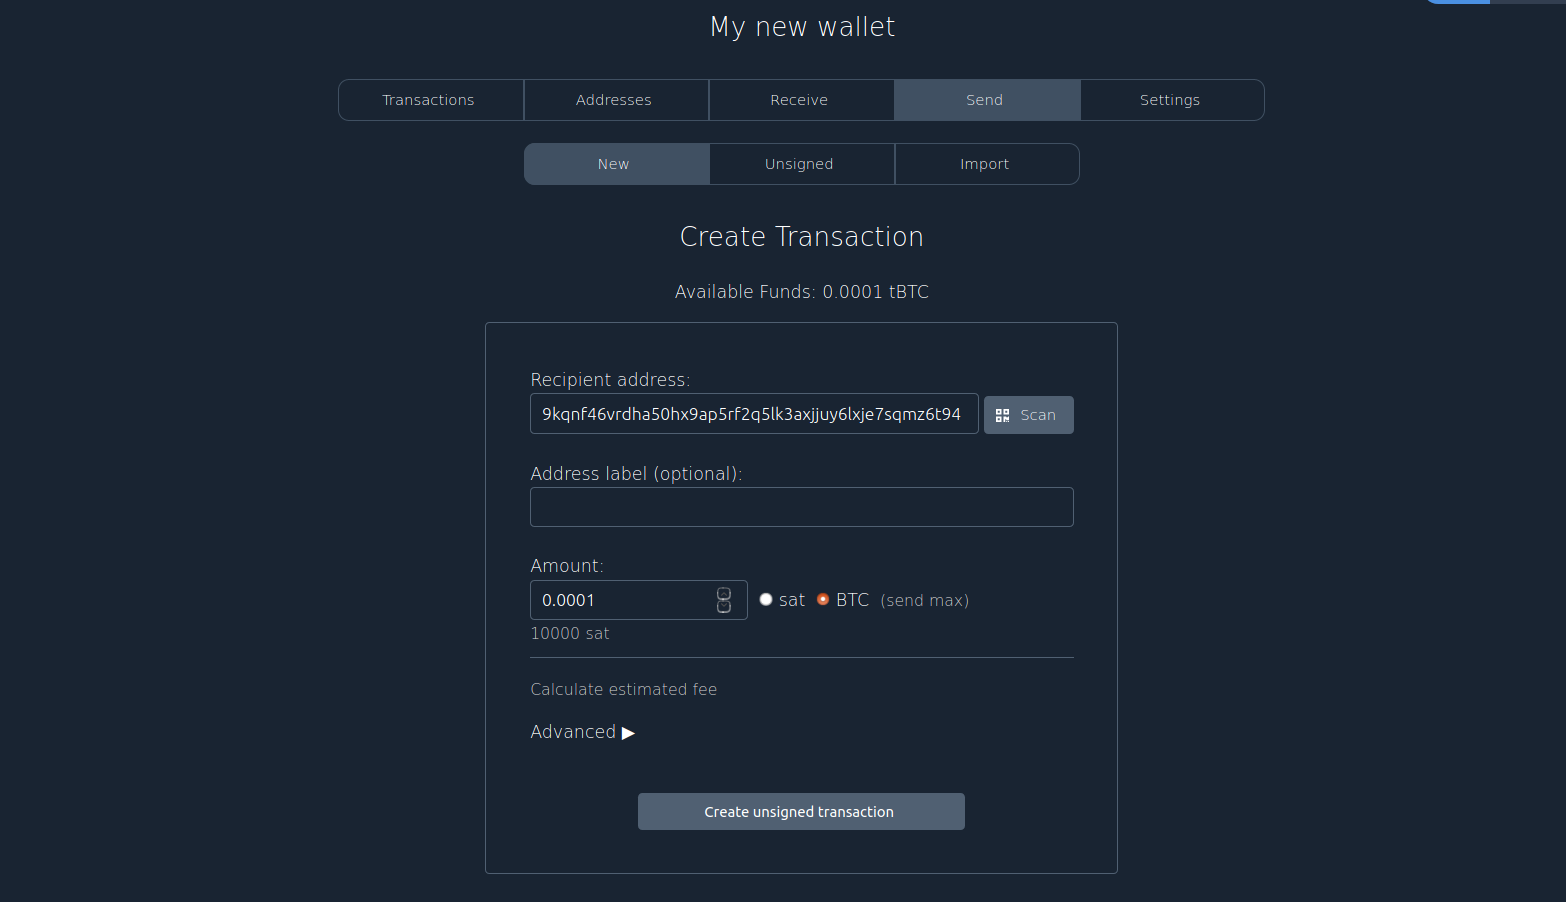 My new wallet
Transactions Addresses Receive Send Settings
New Unsigned Import
Create Transaction
Available Funds: 0.0001 tBTC
Recipient address:
9kqnf46vrdha50hx9ap5rf2q5lk3axjjuy6lxje7sqmz6t94 Scan
Address label (optional):
Amount:
0.0001 sat BTC (send max)
10000 sat
Calculate estimated fee
Advanced ▶
Create unsigned transaction